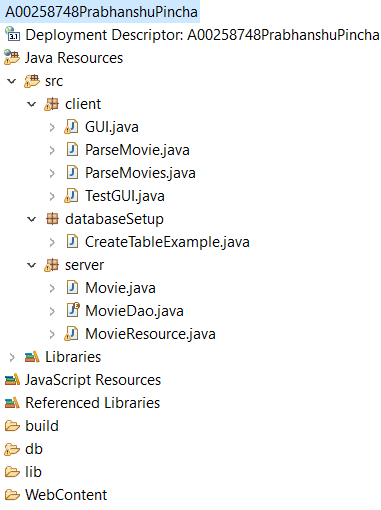 A00258748PrabhanshuPincha
Deployment Descriptor: A00258748PrabhanshuPincha
Java Resources
src
client
GUI.java
ParseMovie.java
ParseMovies.java
TestGUI.java
databaseSetup
CreateTableExample.java
server
Movie.java
MovieDao.java
MovieResource.java
Libraries
JavaScript Resources
Referenced Libraries
build
db
lib
WebContent